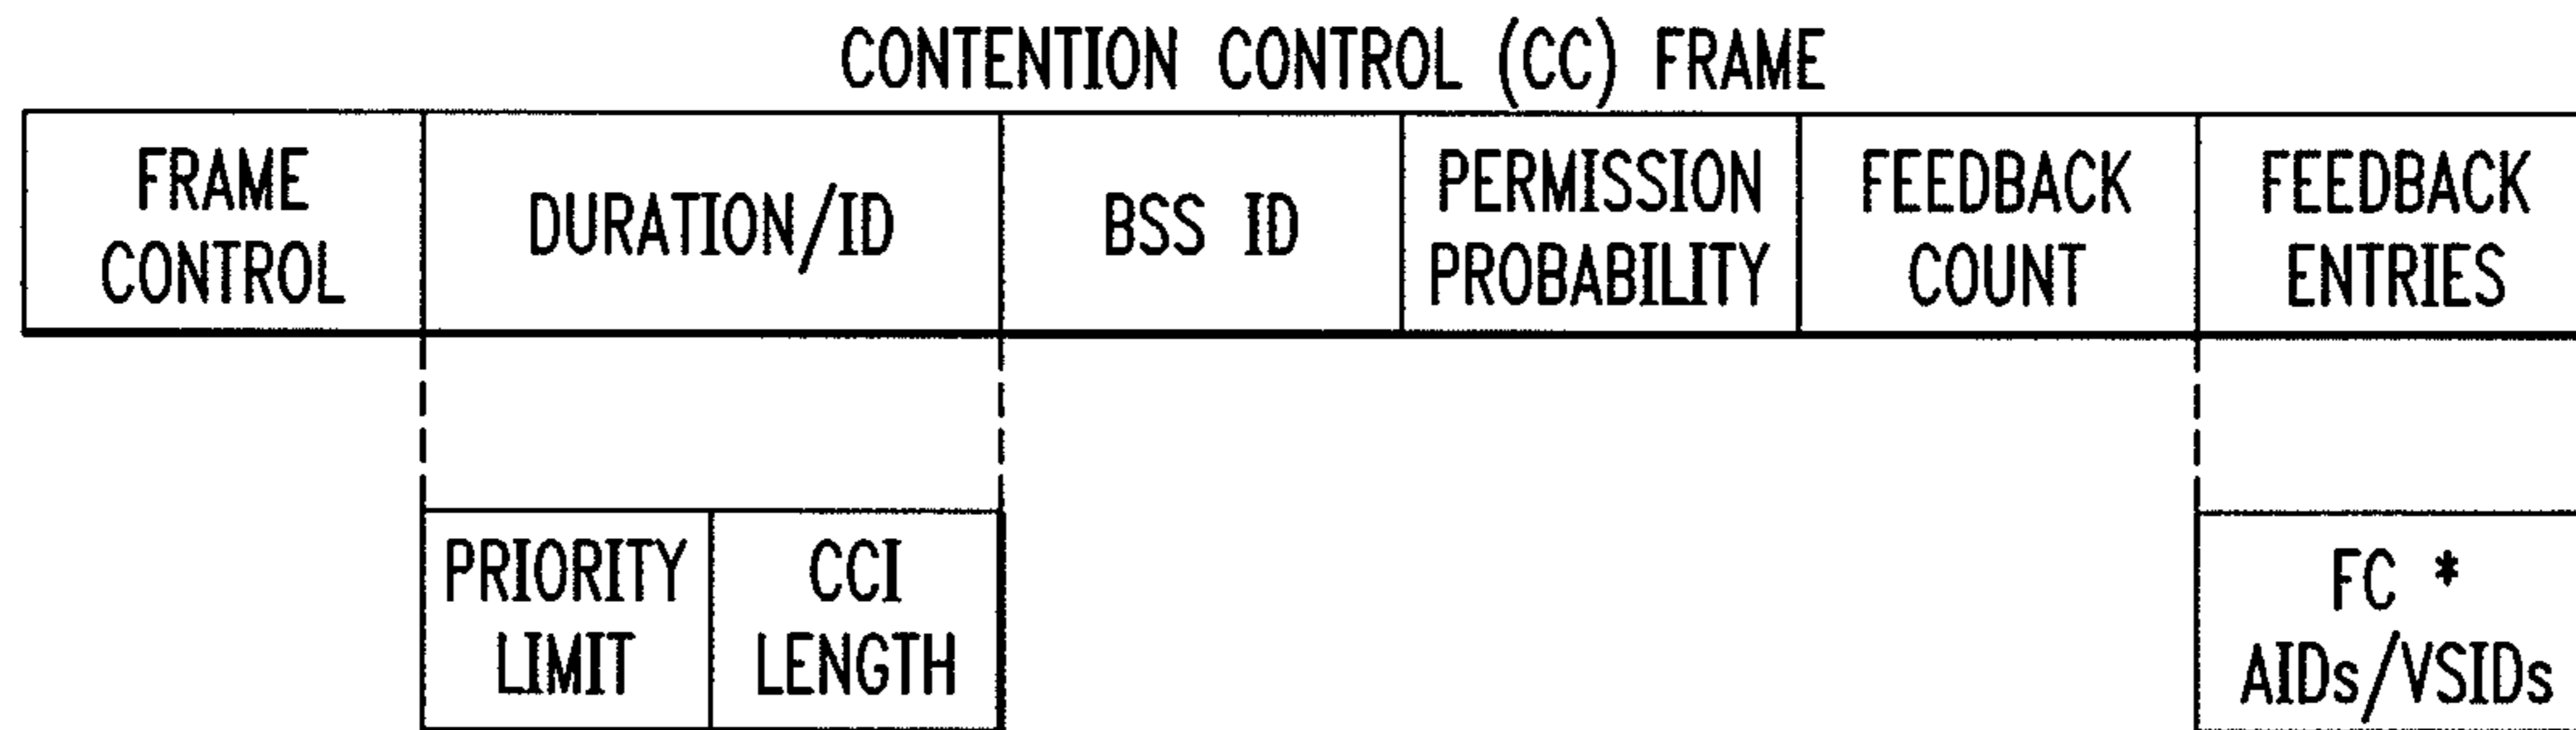 CONTENTION CONTROL (CC) FRAME
FRAME
CONTROL
DURATION/ID
BSS ID
PERMISSION
PROBABILITY
FEEDBACK
COUNT
FEEDBACK
ENTRIES
PRIORITY
LIMIT
CCI
LENGTH
FC *
AIDs/VSIDs